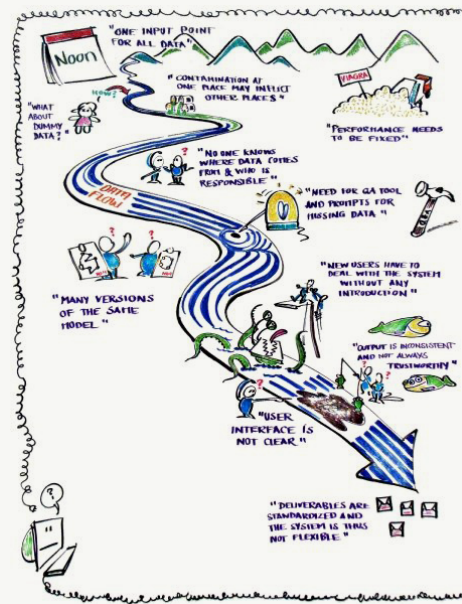 Noon
"ONE INPUT POINT
FOR ALL DATA"
HOW?
"WHAT
ABOUT
DUMMY
DATA?"
"CONTAMINATION AT
ONE PLACE MAY INFLICT
OTHER PLACES"
VIAGRA
"PERFORMANCE NEEDS
TO BE FIXED"
"NO ONE KNOWS
WHERE DATA COMES
FROM & WHO IS
RESPONSIBLE"
DATA
FLOW
"NEED FOR QA TOOL
AND PROMPTS FOR
MISSING DATA"
"MANY VERSIONS
OF THE SAME
MODEL"
"NEW USERS HAVE TO
DEAL WITH THE SYSTEM
WITHOUT ANY
INTRODUCTION"
"OUTPUT IS INCONSISTENT
AND NOT ALWAYS
TRUSTWORTHY"
"USER
INTERFACE IS
NOT CLEAR"
"DELIVERABLES ARE
STANDARDIZED AND
THE SYSTEM IS THUS
NOT FLEXIBLE"